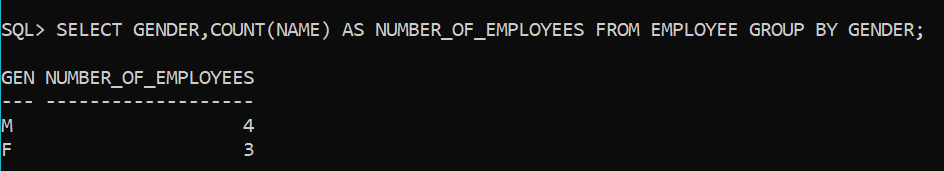 SQL> SELECT GENDER,COUNT(NAME) AS NUMBER_OF_EMPLOYEES FROM EMPLOYEE GROUP BY GENDER;
GEN NUMBER_OF_EMPLOYEES
--- -------------------
M 4
F 3